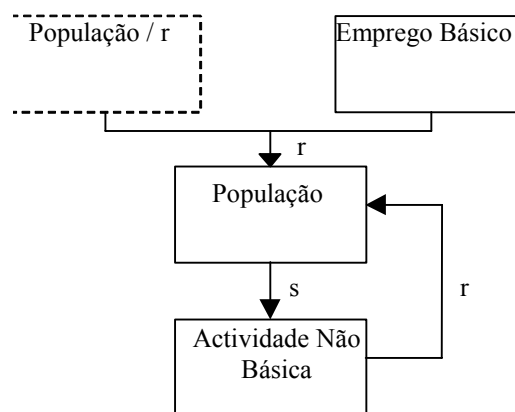 População / r
Emprego Básico
r
População
s
r
Actividade Não
Básica